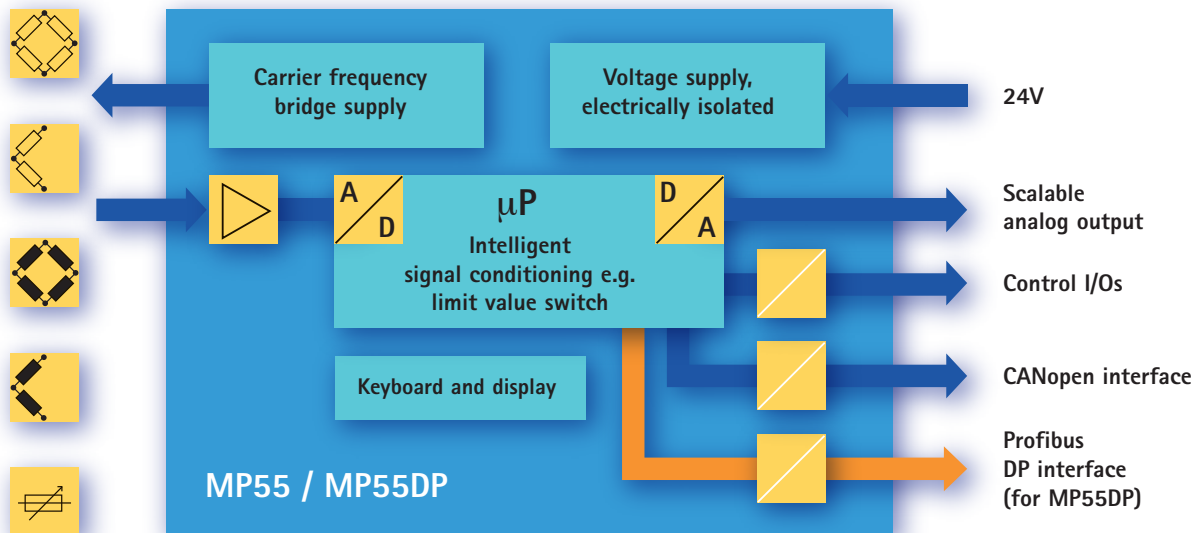 Carrier frequency
bridge supply
Voltage supply,
electrically isolated
24V
A
D
µP
Intelligent
signal conditioning e.g.
limit value switch
D
A
Scalable
analog output
Control I/Os
CANopen interface
Keyboard and display
Profibus
DP interface
(for MP55DP)
MP55 / MP55DP